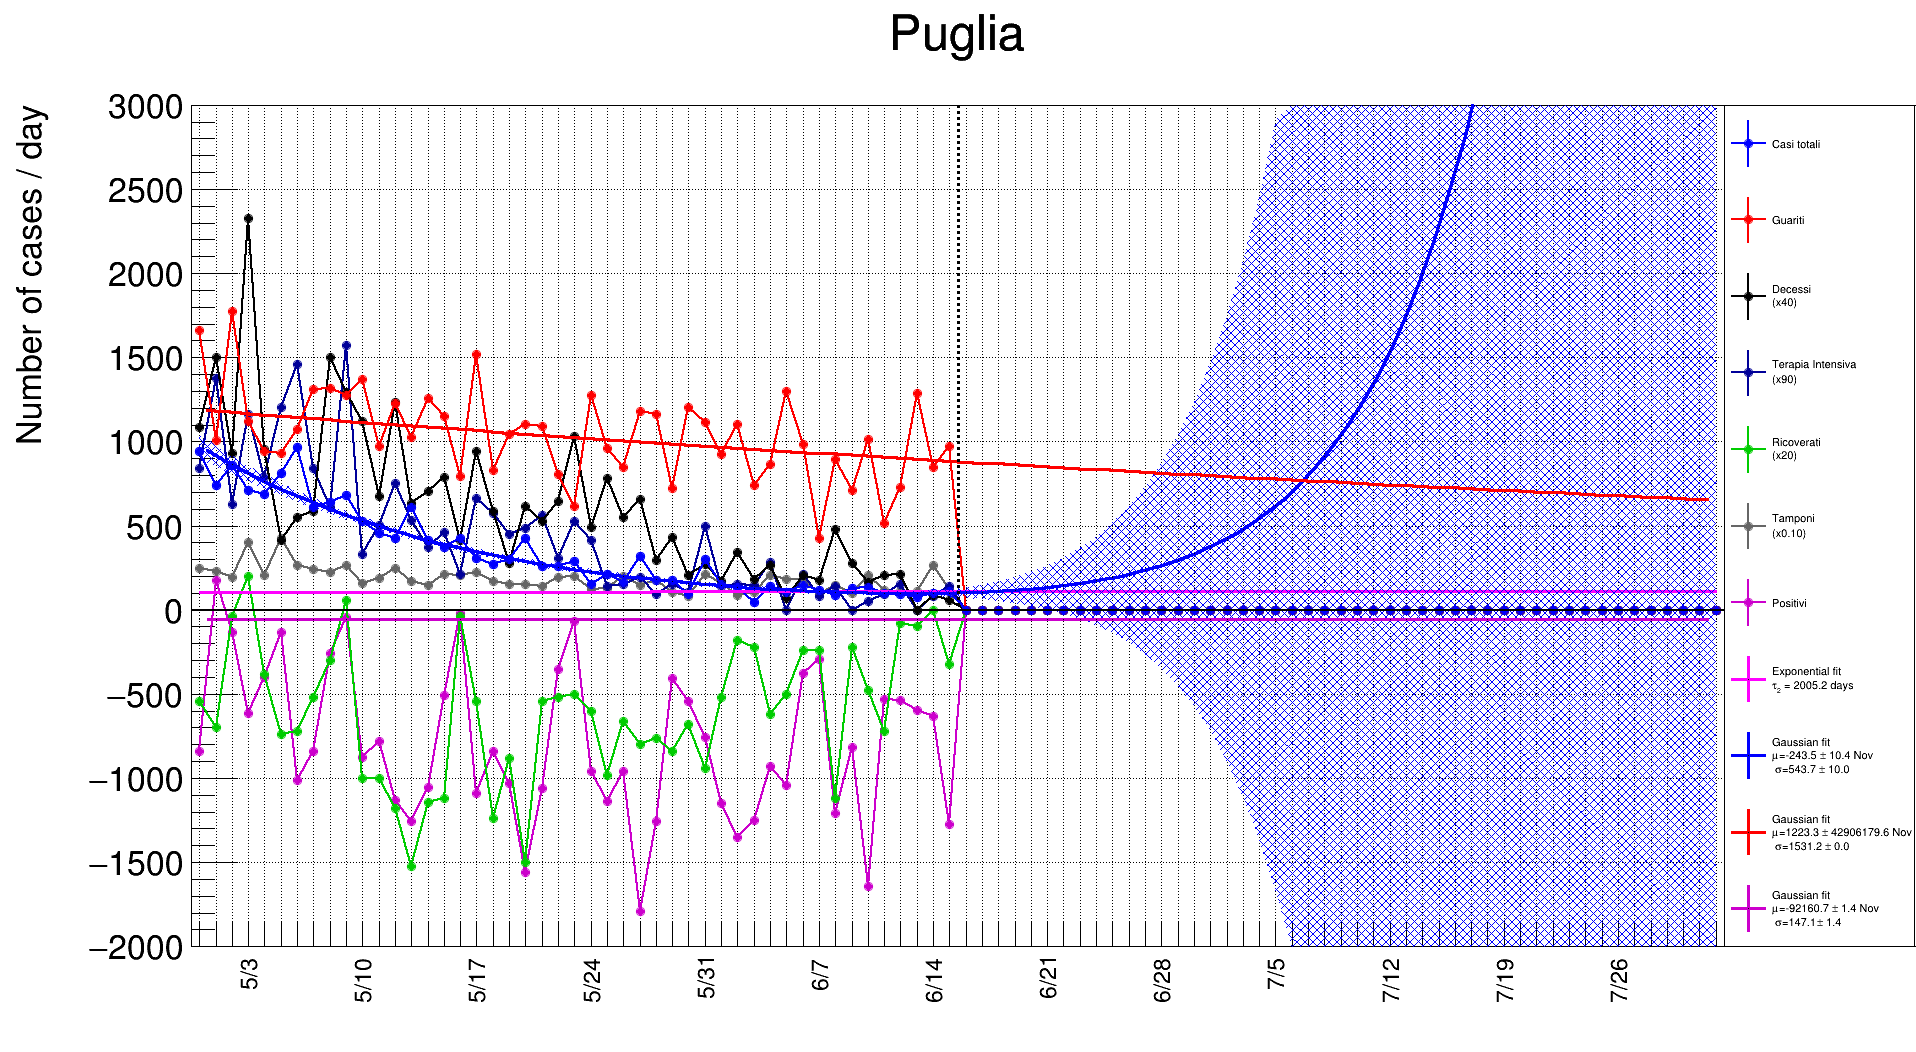 Puglia
Number of cases / day
3000
2500
2000
1500
1000
500
0
−500
−1000
−1500
−2000
5/3
5/10
5/17
5/24
5/31
6/7
6/14
6/21
6/28
7/5
7/12
7/19
7/26
Casi totali
Guariti
Decessi
(x40)
Terapia Intensiva
(x90)
Ricoverati
(x20)
Tamponi
(x0.10)
Positivi
Exponential fit
τ₂ = 2005.2 days
Gaussian fit
μ=-243.5 ± 10.4 Nov
σ=543.7 ± 10.0
Gaussian fit
μ=1223.3 ± 42906179.6 Nov
σ=1531.2 ± 0.0
Gaussian fit
μ=-92160.7 ± 1.4 Nov
σ=147.1 ± 1.4